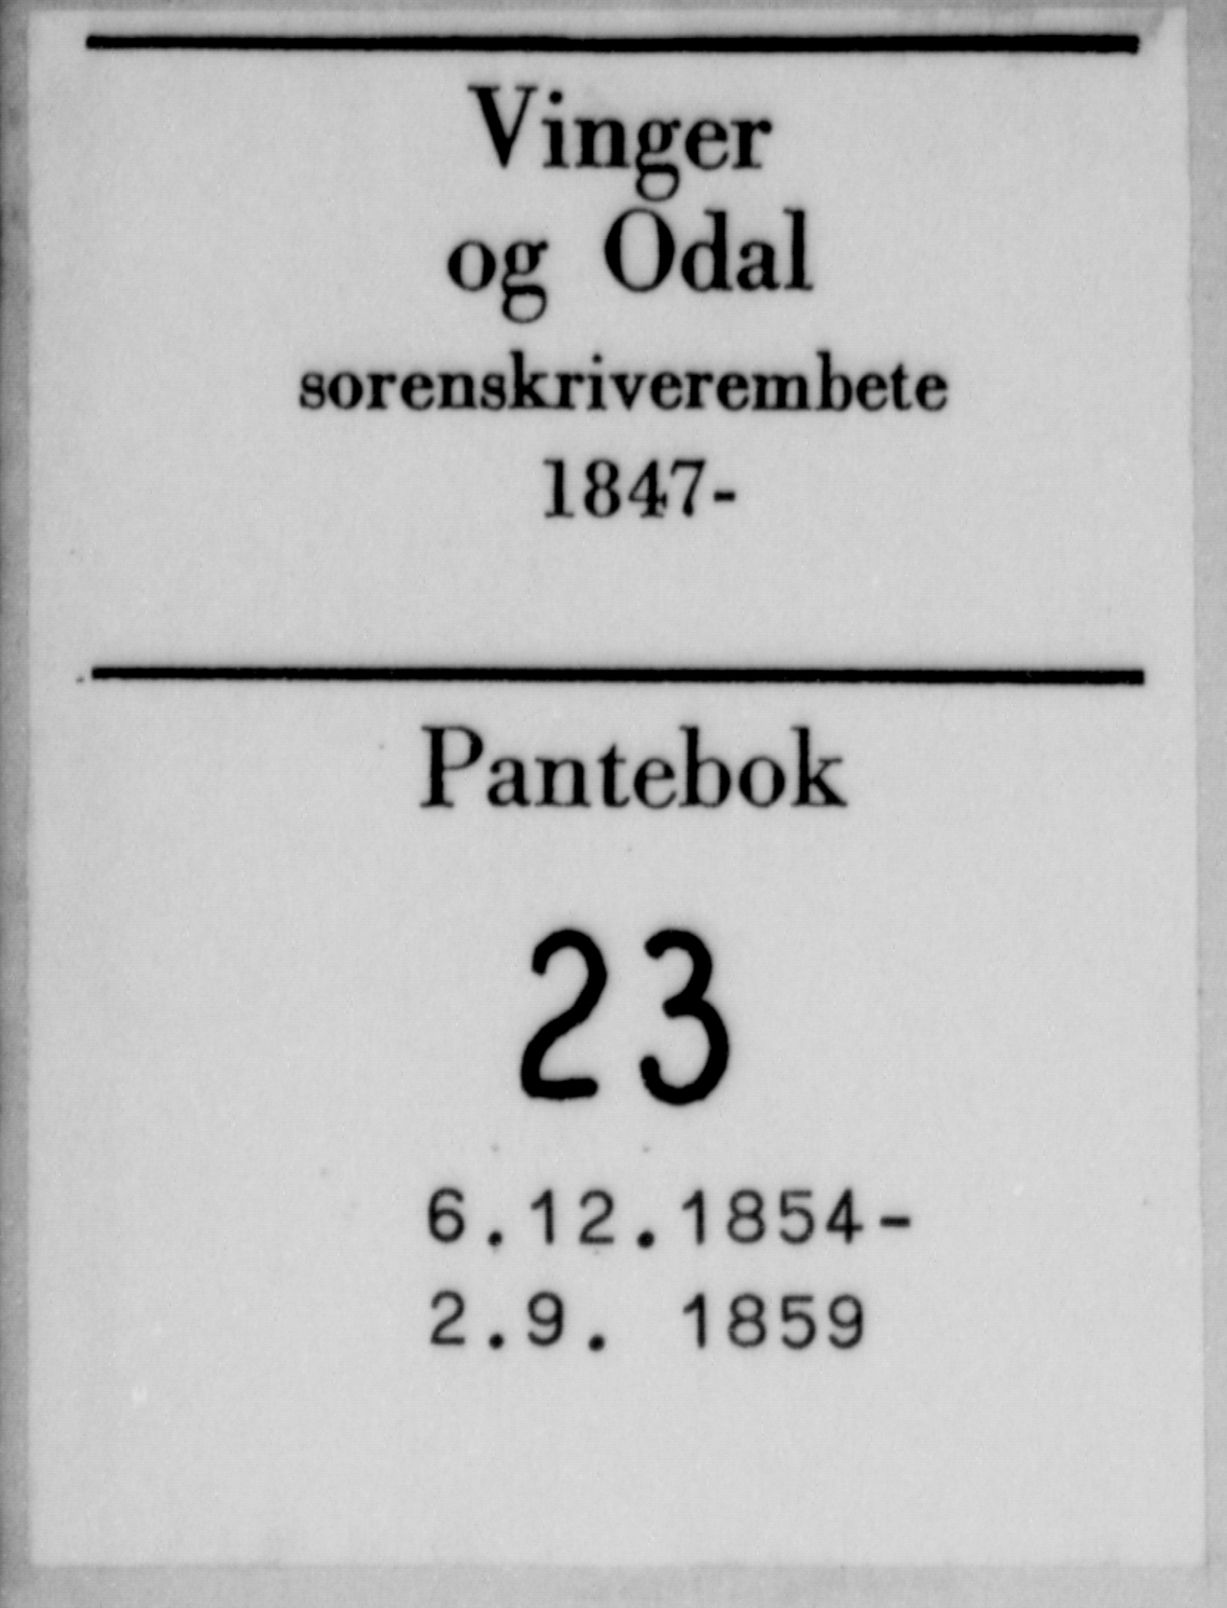 Vinger
og Odal
sorenskriverembete
1847-
Pantebok
23
6.12.1854-
2.9. 1859